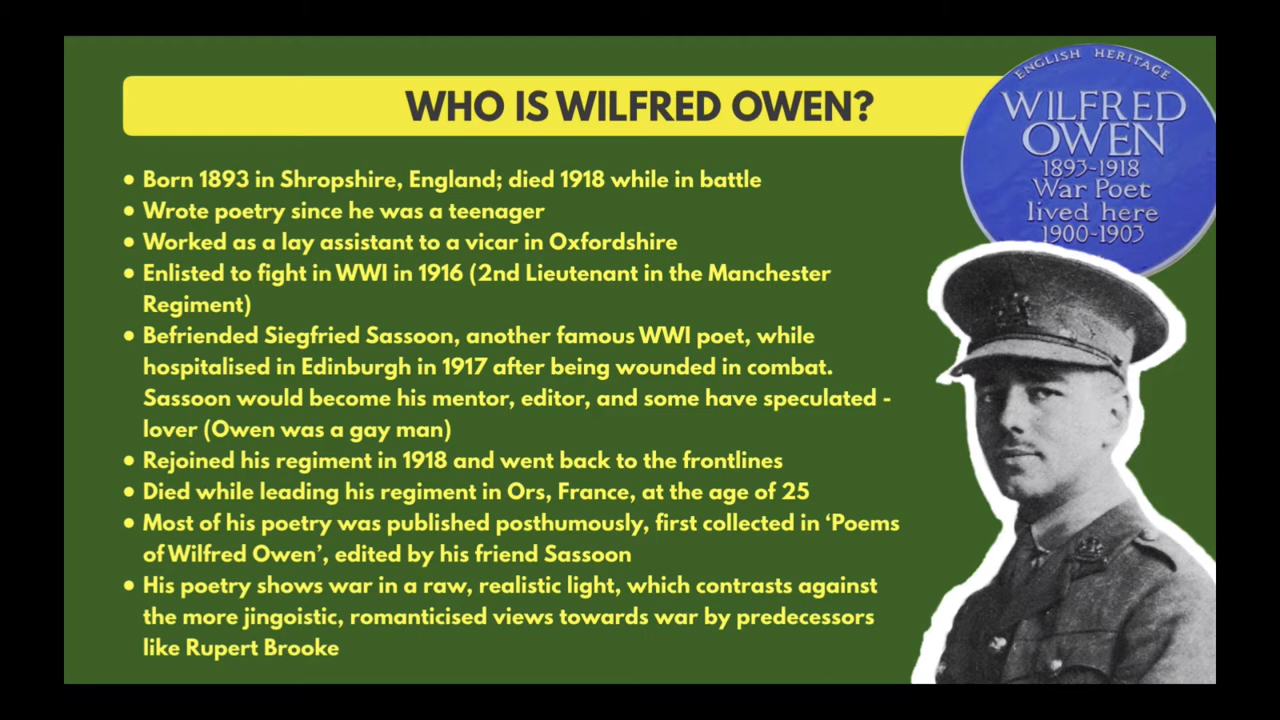 WHO IS WILFRED OWEN?
ENGLISH HERITAGE
WILFRED
OWEN
1893-1918
War Poet
lived here
1900-1903
• Born 1893 in Shropshire, England; died 1918 while in battle
• Wrote poetry since he was a teenager
• Worked as a lay assistant to a vicar in Oxfordshire
• Enlisted to fight in WWI in 1916 (2nd Lieutenant in the Manchester
Regiment)
• Befriended Siegfried Sassoon, another famous WWI poet, while
hospitalised in Edinburgh in 1917 after being wounded in combat.
Sassoon would become his mentor, editor, and some have speculated -
lover (Owen was a gay man)
• Rejoined his regiment in 1918 and went back to the frontlines
• Died while leading his regiment in Ors, France, at the age of 25
• Most of his poetry was published posthumously, first collected in ‘Poems
of Wilfred Owen’, edited by his friend Sassoon
• His poetry shows war in a raw, realistic light, which contrasts against
the more jingoistic, romanticised views towards war by predecessors
like Rupert Brooke